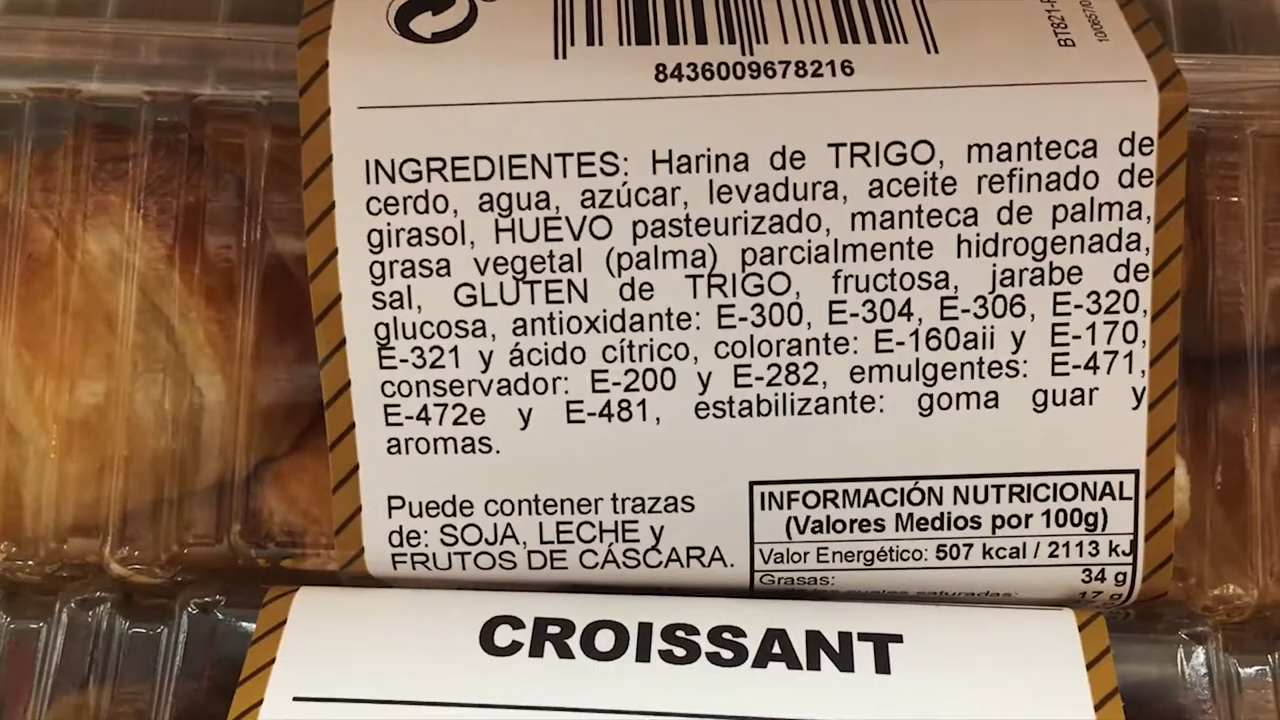 BT821-
8436009678216
INGREDIENTES: Harina de TRIGO, manteca de
cerdo, agua, azúcar, levadura, aceite refinado de
girasol, HUEVO pasteurizado, manteca de palma,
grasa vegetal (palma) parcialmente hidrogenada,
sal, GLUTEN de TRIGO, fructosa, jarabe de
glucosa, antioxidante: E-300, E-304, E-306, E-320,
E-321 y ácido cítrico, colorante: E-160aii y E-170,
conservador: E-200 y E-282, emulgentes: E-471,
E-472e y E-481, estabilizante: goma guar y
aromas.
Puede contener trazas
de: SOJA, LECHE y
FRUTOS DE CÁSCARA.
INFORMACIÓN NUTRICIONAL
(Valores Medios por 100g)
Valor Energético: 507 kcal / 2113 kJ
Grasas: 34 g
saturadas: 17 g
CROISSANT